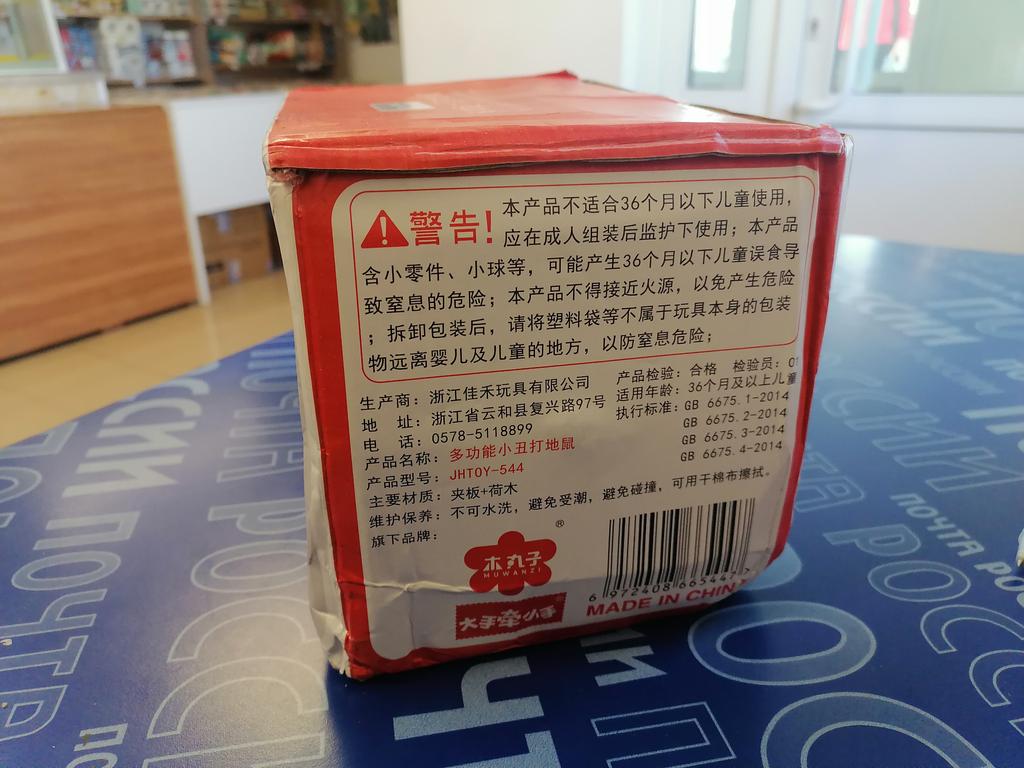 警告!
本产品不适合36个月以下儿童使用,
应在成人组装后监护下使用；本产品
含小零件、小球等，可能产生36个月以下儿童误食导
致窒息的危险；本产品不得接近火源，以免产生危险
；拆卸包装后，请将塑料袋等不属于玩具本身的包装
物远离婴儿及儿童的地方，以防窒息危险；
生产商：浙江佳禾玩具有限公司
地 址：浙江省云和县复兴路97号
电 话：0578-5118899
产品名称：多功能小丑打地鼠
产品型号：JHTOY-544
主要材质：夹板+荷木
维护保养：不可水洗，避免受潮，避免碰撞，可用干棉布擦拭。
旗下品牌：
产品检验：合格 检验员：0
适用年龄：36个月及以上儿童
执行标准：GB 6675.1-2014
GB 6675.2-2014
GB 6675.3-2014
GB 6675.4-2014
木丸子
MUWANZI
®
大手牵小手
MADE IN CHIN
ПОЧТА
РОССИИ
ПОЧТА
РОССИ